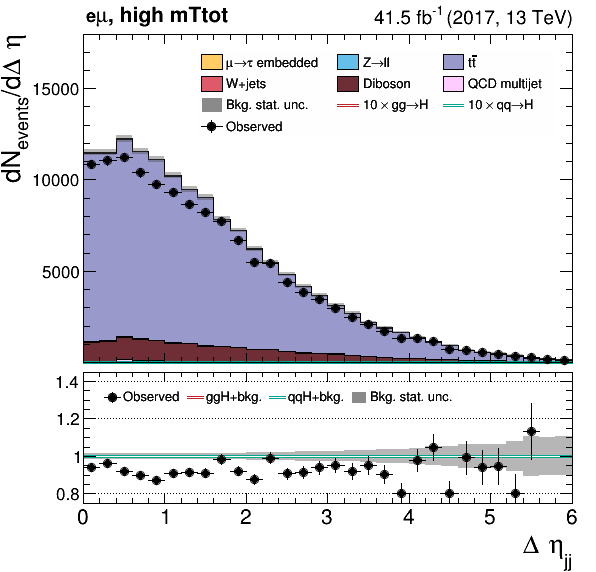 eμ, high mTtot 41.5 fb⁻¹ (2017, 13 TeV)
dN_events/dΔ η
μ→τ embedded Z→ll tt̄
W+jets Diboson QCD multijet
Bkg. stat. unc. 10 × gg→H 10 × qq→H
Observed
15000
10000
5000
1.4
Observed ggH+bkg. qqH+bkg. Bkg. stat. unc.
1.2
1
0.8
0 1 2 3 4 5 6
Δ η_jj